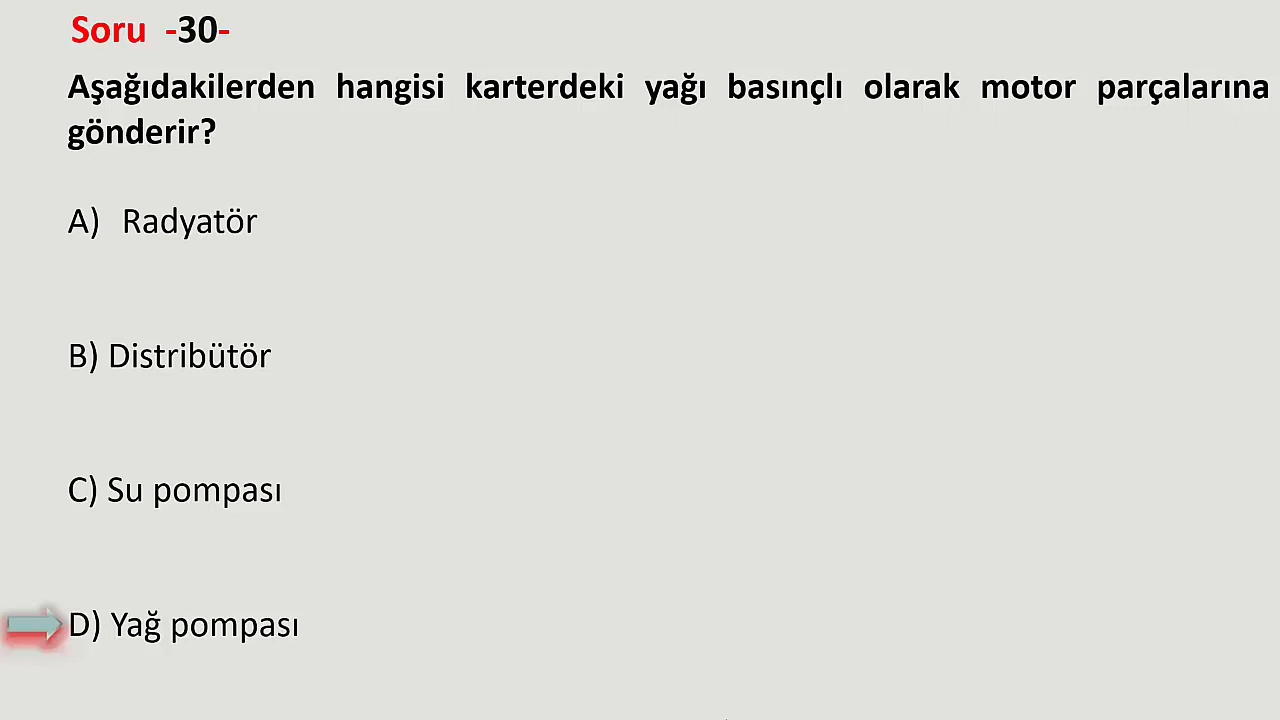 Soru -30-
Aşağıdakilerden hangisi karterdeki yağı basınçlı olarak motor parçalarına
gönderir?
A) Radyatör
B) Distribütör
C) Su pompası
D) Yağ pompası